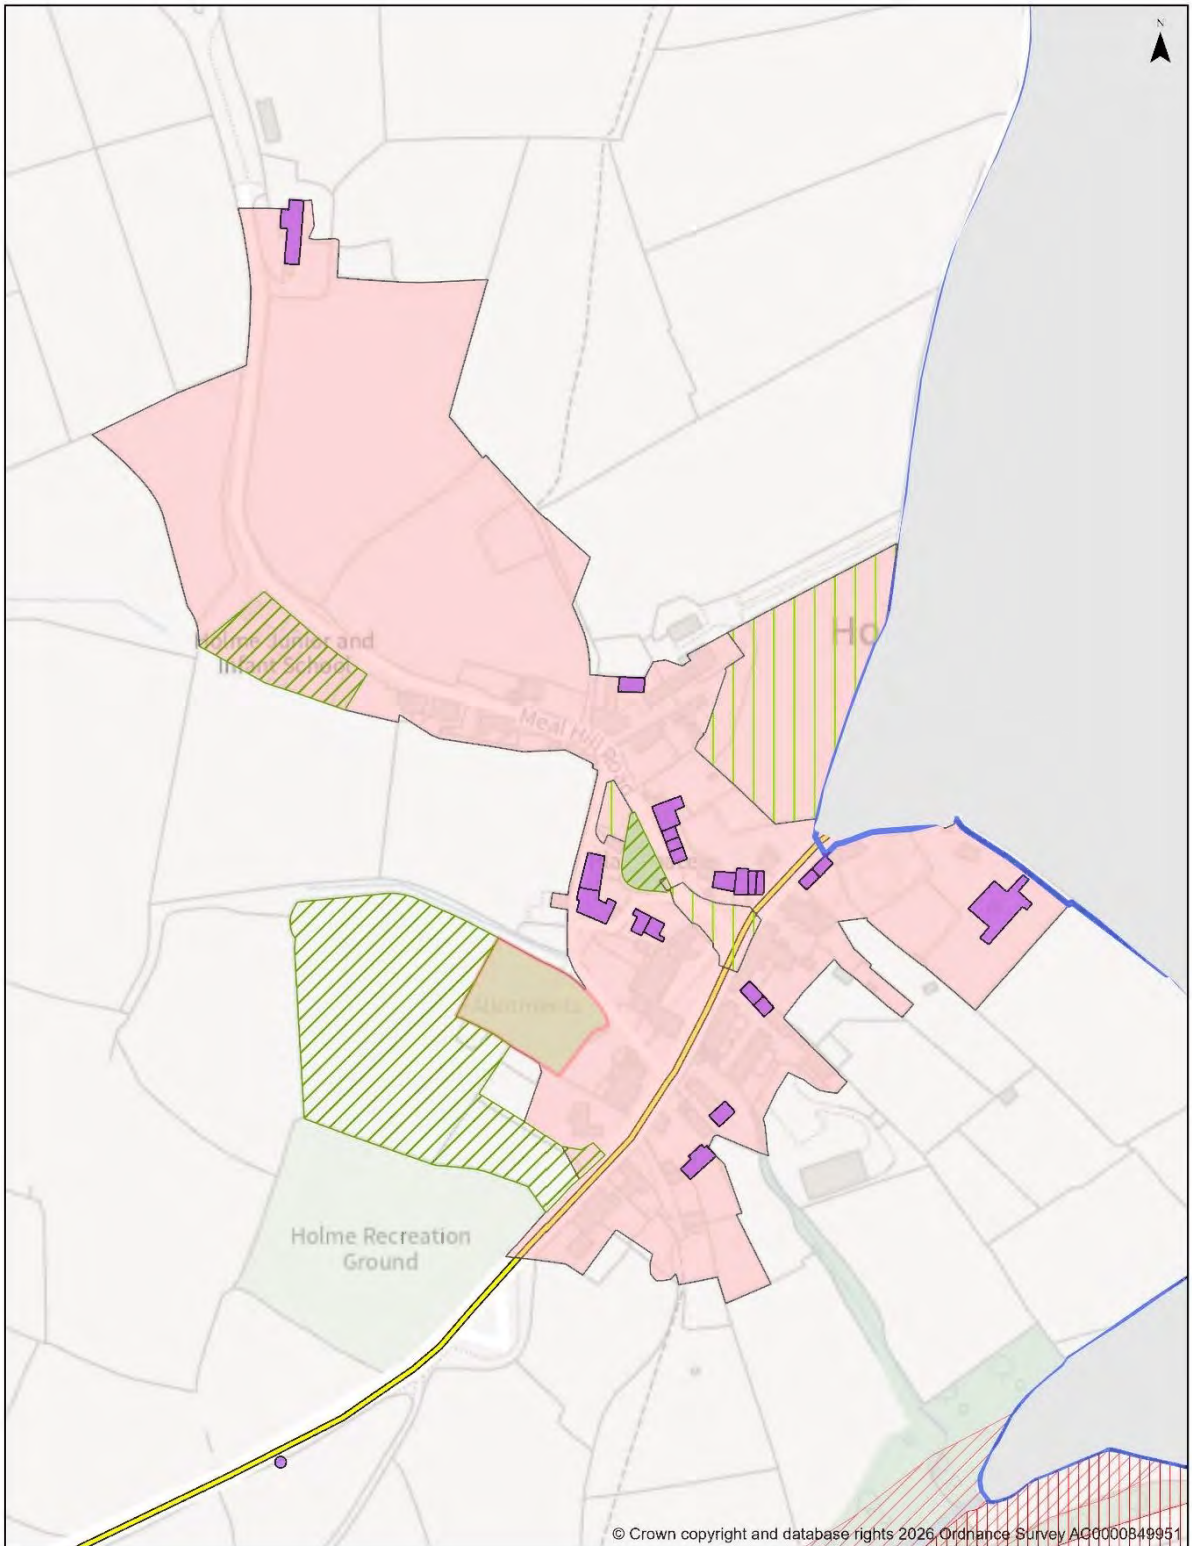 N
Ho
Holme Junior and
Infant School
Meal Hill Road
Allotments
Holme Recreation
Ground
© Crown copyright and database rights 2026 Ordnance Survey AC0000849951